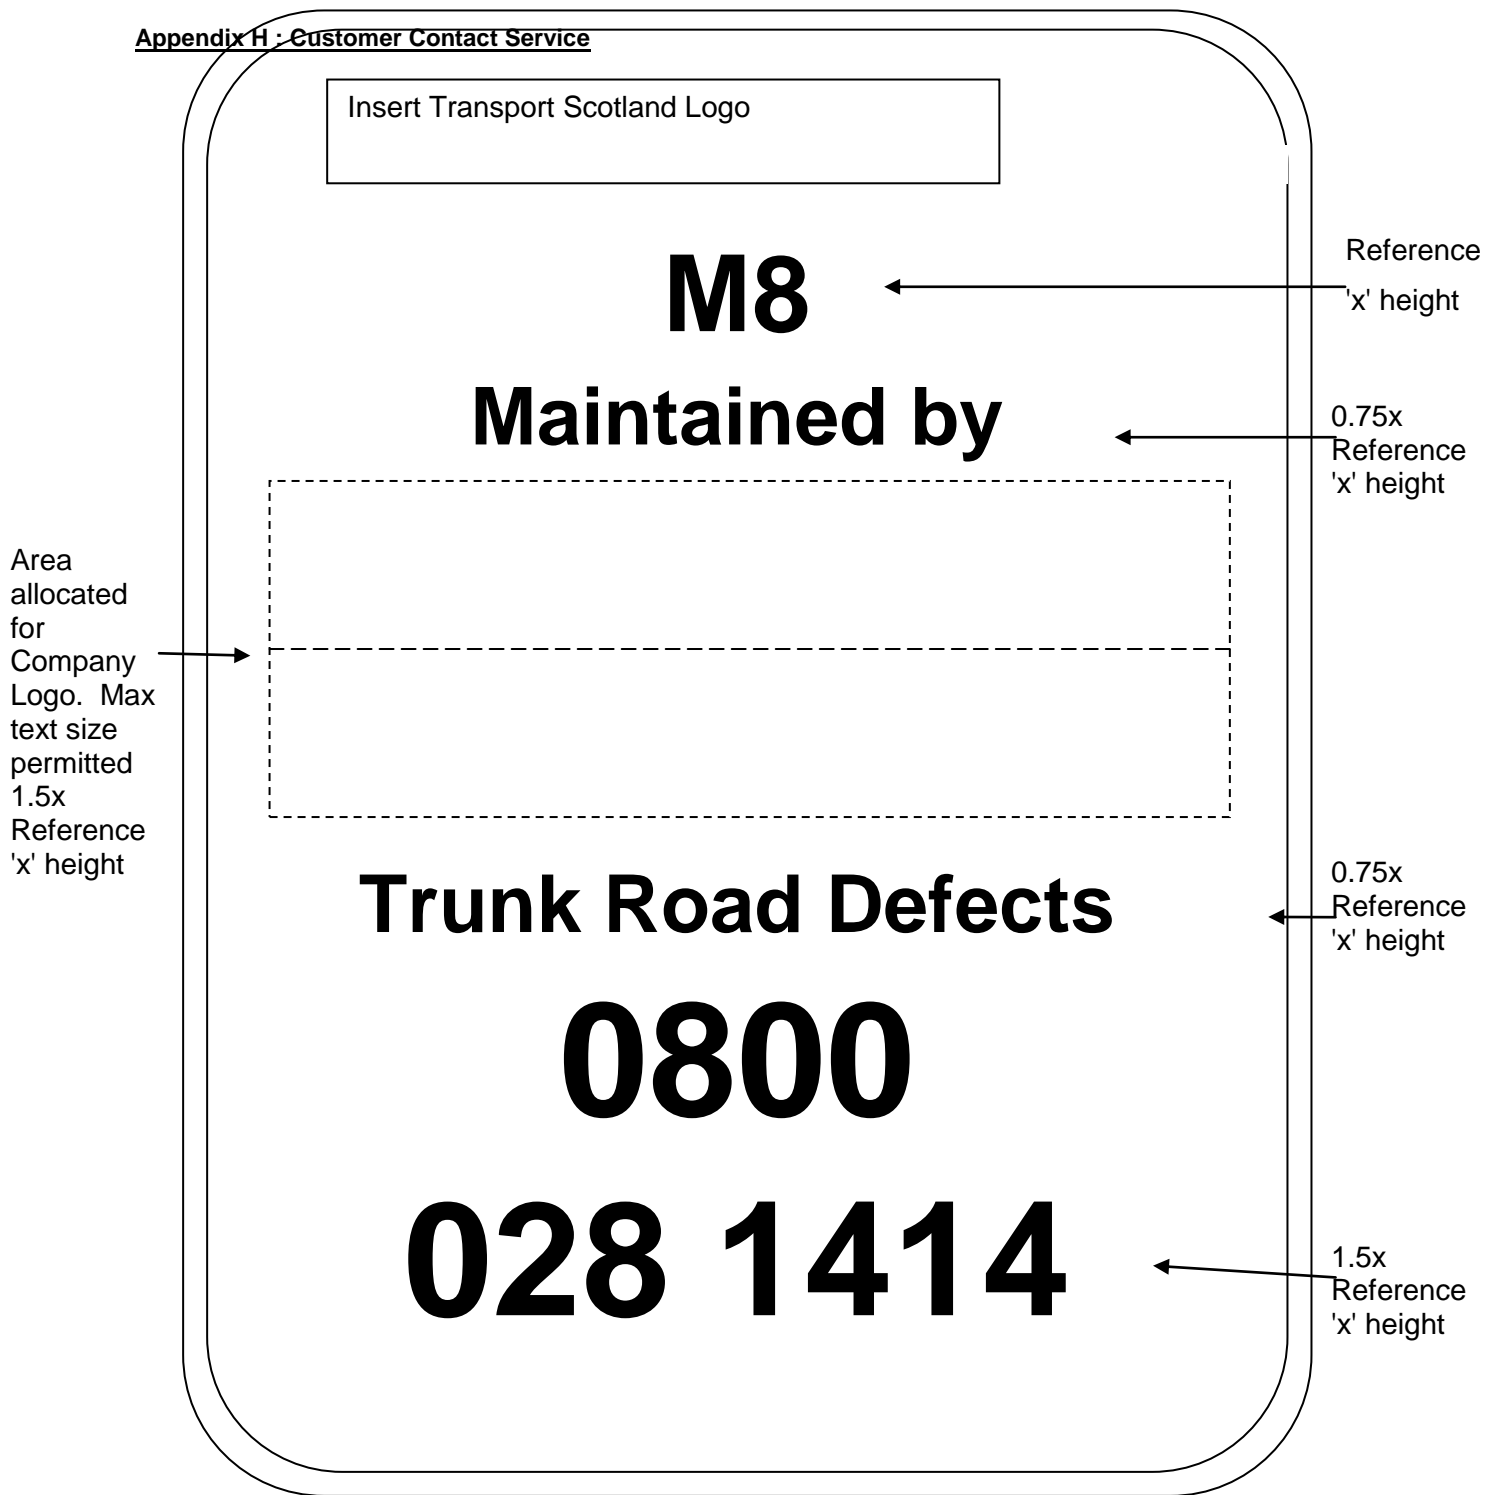 Appendix H : Customer Contact Service
Insert Transport Scotland Logo
M8
Reference
'x' height
Maintained by
0.75x
Reference
'x' height
Area
allocated
for
Company
Logo.  Max
text size
permitted
1.5x
Reference
'x' height
Trunk Road Defects
0.75x
Reference
'x' height
0800
028 1414
1.5x
Reference
'x' height